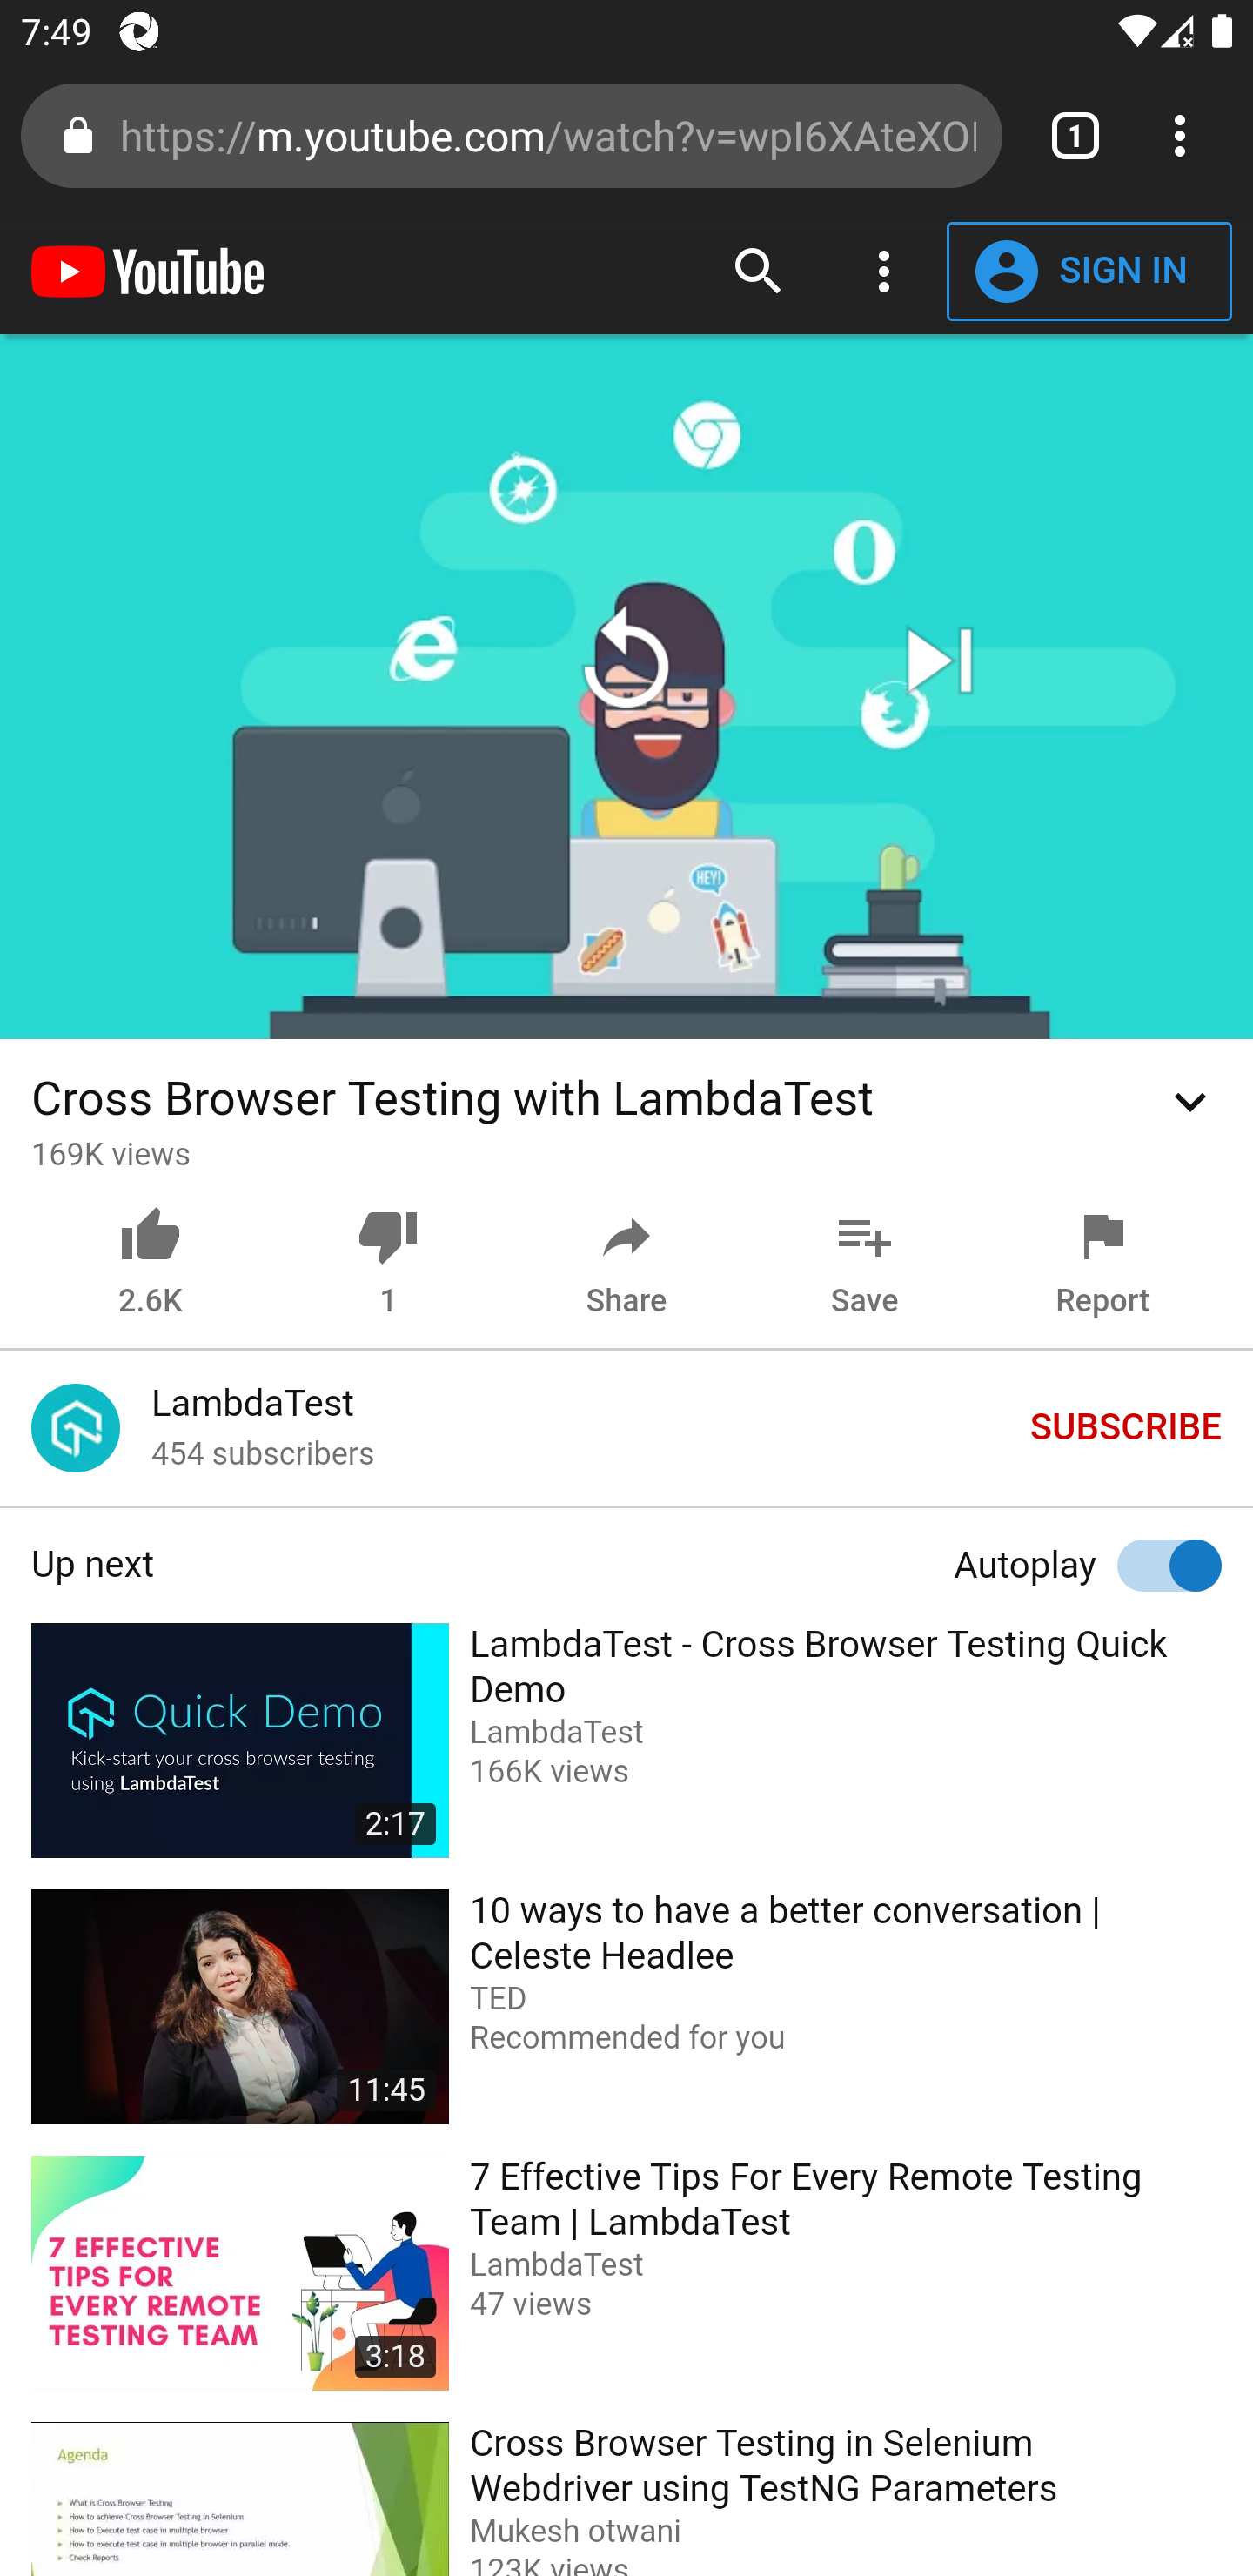 7:49
https://m.youtube.com/watch?v=wpI6XAteXO
1
YouTube
SIGN IN
HEY!
Cross Browser Testing with LambdaTest
169K views
2.6K 1 Share Save Report
LambdaTest
454 subscribers
SUBSCRIBE
Up next
Autoplay
Quick Demo
Kick-start your cross browser testing
using LambdaTest
2:17
LambdaTest - Cross Browser Testing Quick
Demo
LambdaTest
166K views
11:45
10 ways to have a better conversation |
Celeste Headlee
TED
Recommended for you
7 EFFECTIVE
TIPS FOR
EVERY REMOTE
TESTING TEAM
3:18
7 Effective Tips For Every Remote Testing
Team | LambdaTest
LambdaTest
47 views
Agenda
What is Cross Browser Testing
How to achieve Cross Browser Testing in Selenium
How to Execute test case in multiple browser
How to execute test case in multiple browser in parallel mode.
Check Reports
Cross Browser Testing in Selenium
Webdriver using TestNG Parameters
Mukesh otwani
123K views